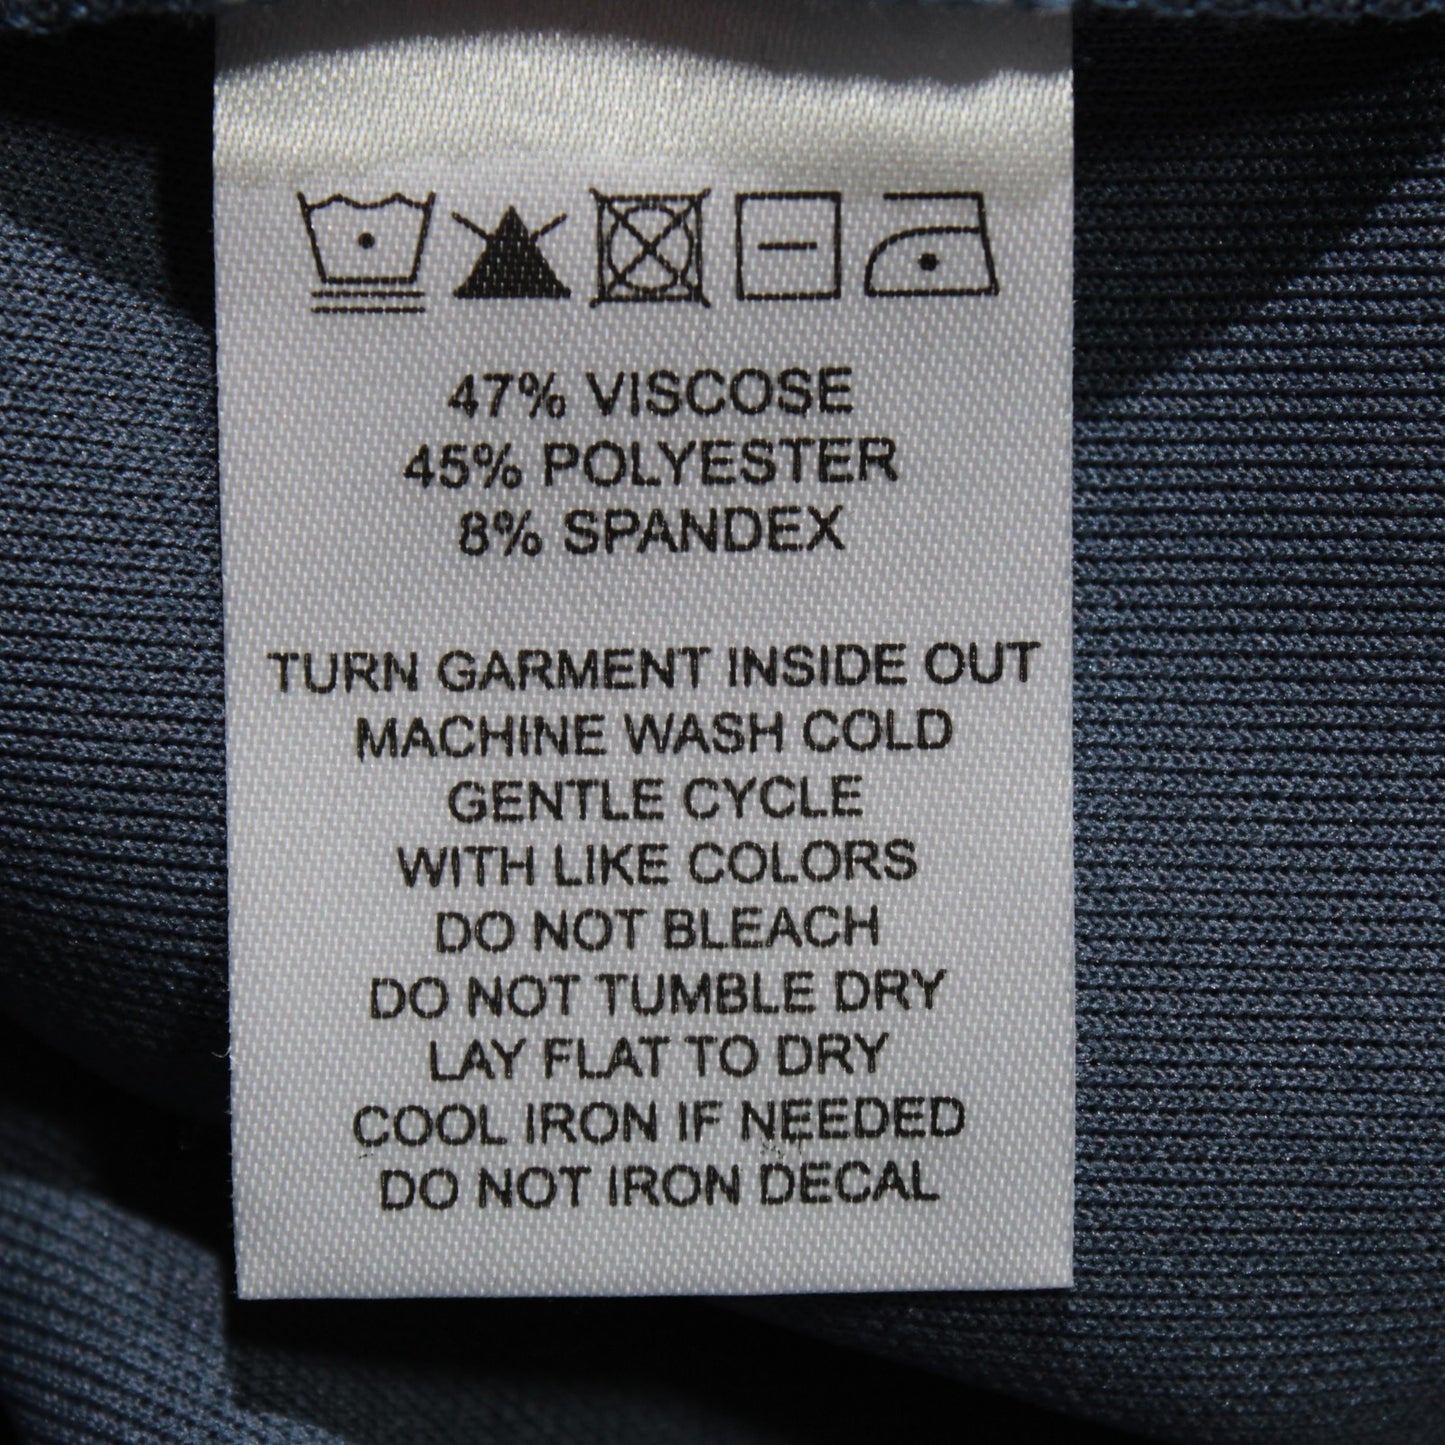 47% VISCOSE
45% POLYESTER
8% SPANDEX
TURN GARMENT INSIDE OUT
MACHINE WASH COLD
GENTLE CYCLE
WITH LIKE COLORS
DO NOT BLEACH
DO NOT TUMBLE DRY
LAY FLAT TO DRY
COOL IRON IF NEEDED
DO NOT IRON DECAL